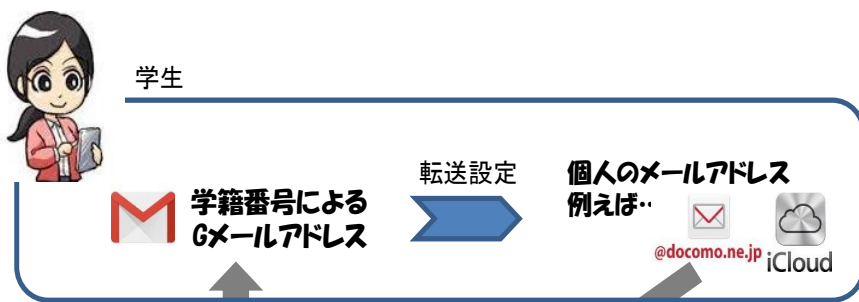 学生
転送設定
個人のメールアドレス
例えば‥
学籍番号による
Gメールアドレス
@docomo.ne.jp
iCloud